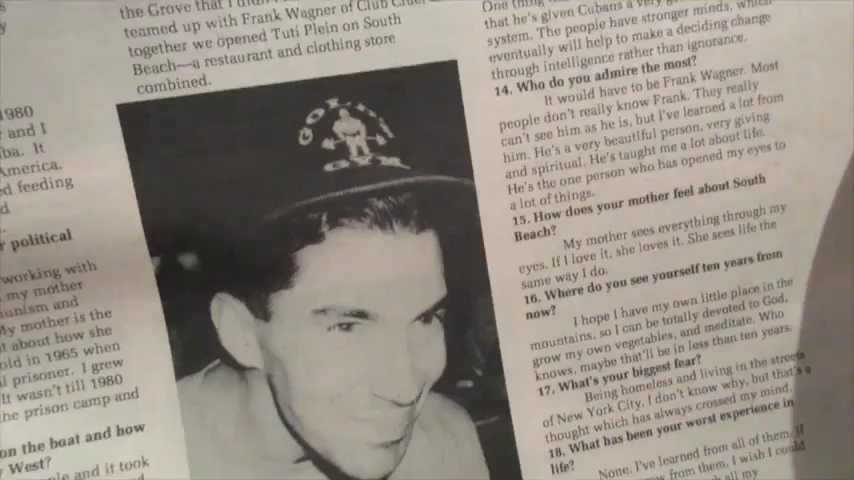 the Grove that I didn't
teamed up with Frank Wagner of Club
together we opened Tuti Plein on South
Beach—a restaurant and clothing store
combined.
1980
and I
ba. It
America.
d feeding
d
r political
working with
my mother
unism and
My mother is the
t about how she
old in 1965 when
l prisoner. I grew
It wasn't till 1980
he prison camp and
on the boat and how
West?
ple and it took
GOLD'S
GYM
One thing
that he's given Cubans a very
system. The people have stronger minds, which
eventually will help to make a deciding change
through intelligence rather than ignorance.
14. Who do you admire the most?
It would have to be Frank Wagner. Most
people don't really know Frank. They really
can't see him as he is, but I've learned a lot from
him. He's a very beautiful person, very giving
and spiritual. He's taught me a lot about life.
He's the one person who has opened my eyes to
a lot of things.
15. How does your mother feel about South
Beach?
My mother sees everything through my
eyes. If I love it, she loves it. She sees life the
same way I do.
16. Where do you see yourself ten years from
now?
I hope I have my own little place in the
mountains, so I can be totally devoted to God,
grow my own vegetables, and meditate. Who
knows, maybe that'll be in less than ten years.
17. What's your biggest fear?
Being homeless and living in the streets
of New York City. I don't know why, but that's a
thought which has always crossed my mind.
18. What has been your worst experience in
life?
None. I've learned from all of them. If
from them, I wish I could
all my